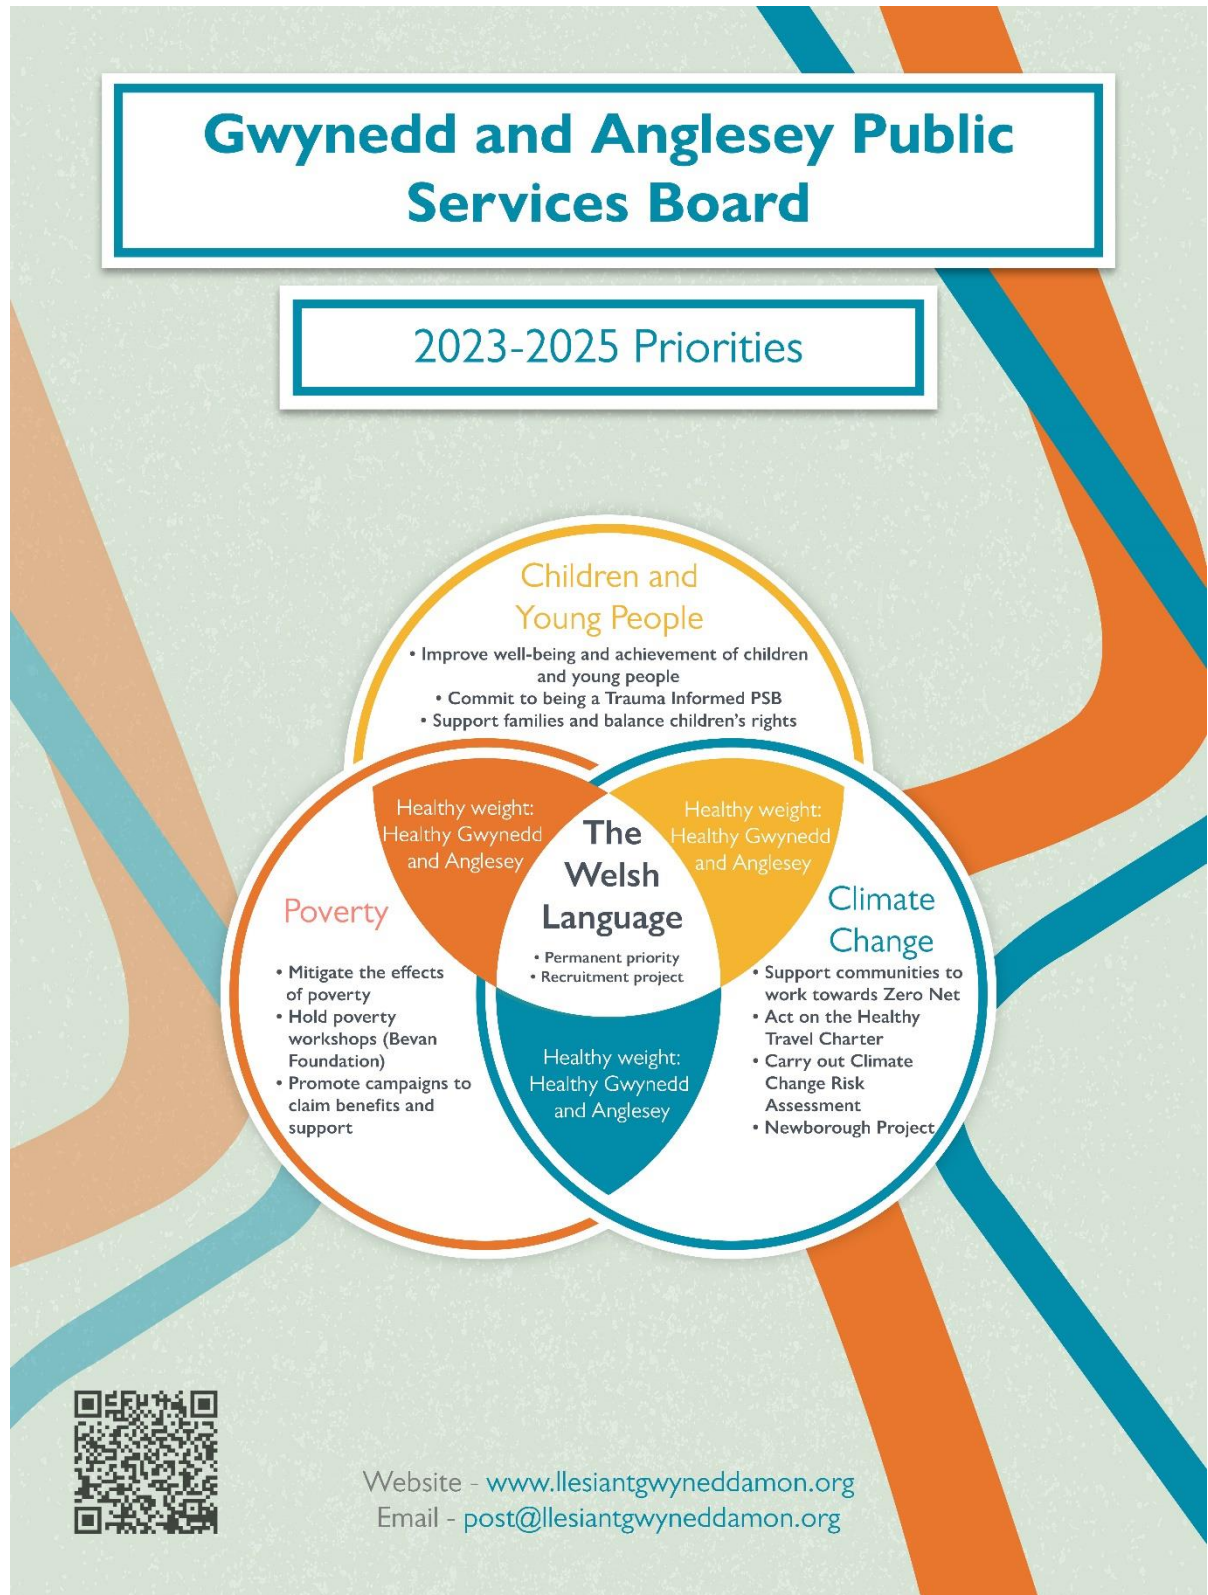 Gwynedd and Anglesey Public
Services Board
2023-2025 Priorities
Children and
Young People
• Improve well-being and achievement of children
and young people
• Commit to being a Trauma Informed PSB
• Support families and balance children’s rights
Healthy weight:
Healthy Gwynedd
and Anglesey
The
Welsh
Language
• Permanent priority
• Recruitment project
Healthy weight:
Healthy Gwynedd
and Anglesey
Poverty
• Mitigate the effects
of poverty
• Hold poverty
workshops (Bevan
Foundation)
• Promote campaigns to
claim benefits and
support
Healthy weight:
Healthy Gwynedd
and Anglesey
Climate
Change
• Support communities to
work towards Zero Net
• Act on the Healthy
Travel Charter
• Carry out Climate
Change Risk
Assessment
• Newborough Project
Website - www.llesiantgwyneddamon.org
Email - post@llesiantgwyneddamon.org